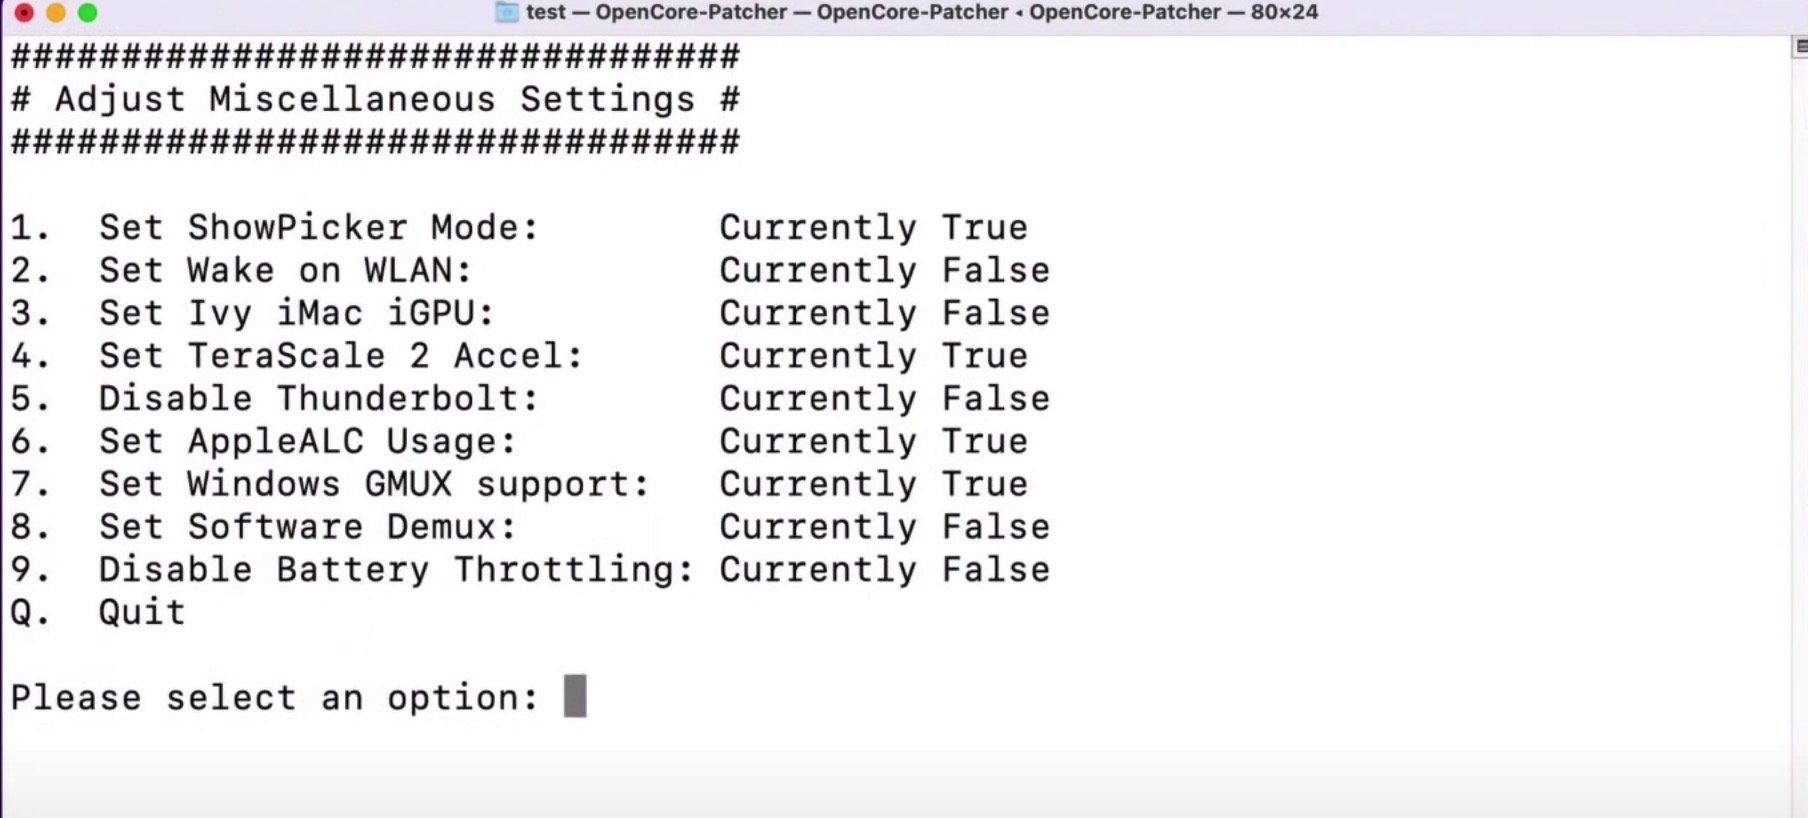 test — OpenCore-Patcher — OpenCore-Patcher ◂ OpenCore-Patcher — 80×24
#################################
# Adjust Miscellaneous Settings #
#################################
1.  Set ShowPicker Mode:        Currently True
2.  Set Wake on WLAN:           Currently False
3.  Set Ivy iMac iGPU:          Currently False
4.  Set TeraScale 2 Accel:      Currently True
5.  Disable Thunderbolt:        Currently False
6.  Set AppleALC Usage:         Currently True
7.  Set Windows GMUX support:   Currently True
8.  Set Software Demux:         Currently False
9.  Disable Battery Throttling: Currently False
Q.  Quit
Please select an option: